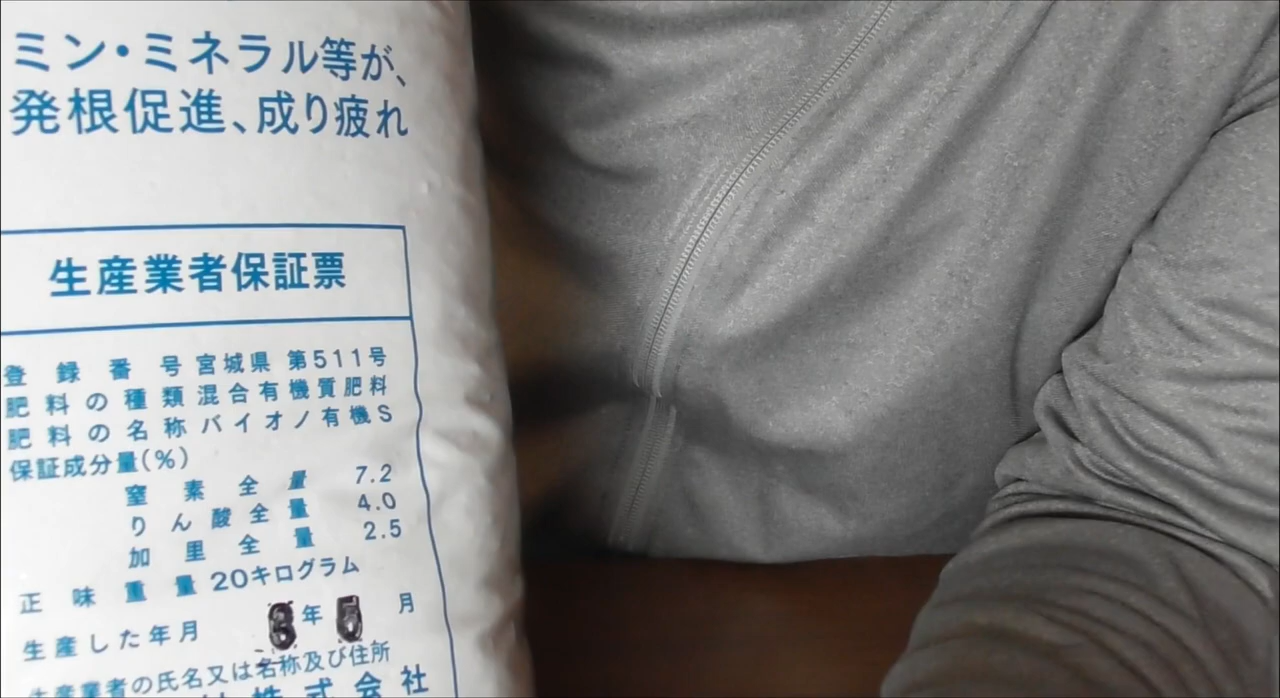 ミン・ミネラル等が、
発根促進、成り疲れ
生産業者保証票
登録番号 宮城県 第511号
肥料の種類 混合有機質肥料
肥料の名称 バイオノ有機S
保証成分量(%)
窒素全量 7.2
りん酸全量 4.0
加里全量 2.5
正味重量 20キログラム
生産した年月 年 月
生産業者の氏名又は名称及び住所
株式会社